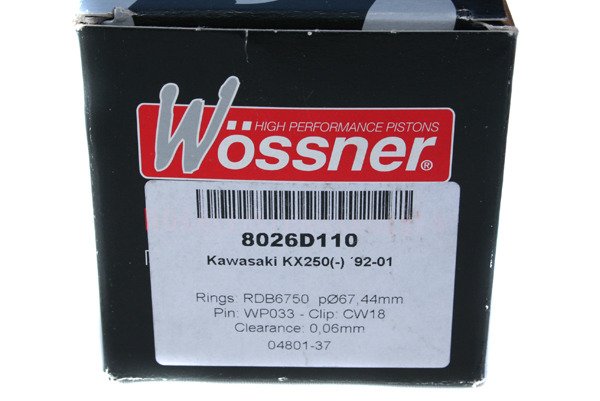 HIGH PERFORMANCE PISTONS
Wössner®
8026D110
Kawasaki KX250(-) ´92-01
Rings: RDB6750 pØ67,44mm
Pin: WP033 - Clip: CW18
Clearance: 0,06mm
04801-37